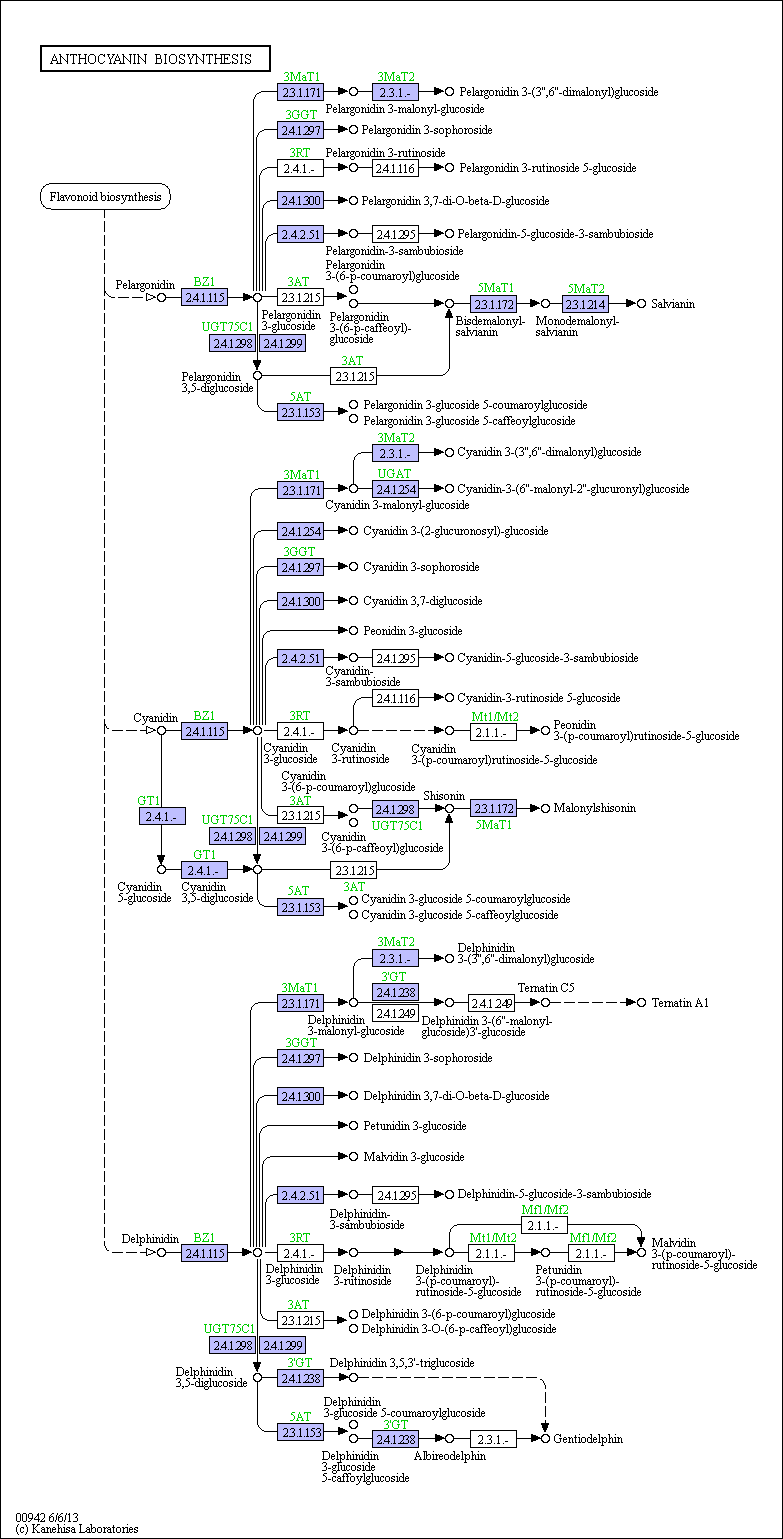 ANTHOCYANIN BIOSYNTHESIS
3MaT1
3MaT2
2.3.1.171
2.3.1.-
Pelargonidin 3-(3",6"-dimalonyl)glucoside
Pelargonidin 3-malonyl-glucoside
3GGT
2.4.1.297
Pelargonidin 3-sophoroside
3RT
Pelargonidin 3-rutinoside
2.4.1.-
2.4.1.116
Pelargonidin 3-rutinoside 5-glucoside
Flavonoid biosynthesis
2.4.1.300
Pelargonidin 3,7-di-O-beta-D-glucoside
2.4.2.51
2.4.1.295
Pelargonidin-5-glucoside-3-sambubioside
Pelargonidin-3-sambubioside
Pelargonidin
3-(6-p-coumaroyl)glucoside
Pelargonidin
BZ1
2.4.1.115
3AT
2.3.1.215
5MaT1
2.3.1.172
5MaT2
2.3.1.214
Salvianin
Pelargonidin
3-glucoside
Pelargonidin
3-(6-p-caffeoyl)-
glucoside
Bisdemalonyl-
salvianin
Monodemalonyl-
salvianin
UGT75C1
2.4.1.298
2.4.1.299
3AT
2.3.1.215
Pelargonidin
3,5-diglucoside
5AT
2.3.1.153
Pelargonidin 3-glucoside 5-coumaroylglucoside
Pelargonidin 3-glucoside 5-caffeoylglucoside
3MaT2
2.3.1.-
Cyanidin 3-(3",6"-dimalonyl)glucoside
3MaT1
2.3.1.171
UGAT
2.4.1.254
Cyanidin-3-(6"-malonyl-2"-glucuronyl)glucoside
Cyanidin 3-malonyl-glucoside
2.4.1.254
Cyanidin 3-(2-glucuronosyl)-glucoside
3GGT
2.4.1.297
Cyanidin 3-sophoroside
2.4.1.300
Cyanidin 3,7-diglucoside
Peonidin 3-glucoside
2.4.2.51
2.4.1.295
Cyanidin-5-glucoside-3-sambubioside
Cyanidin-
3-sambubioside
2.4.1.116
Cyanidin-3-rutinoside 5-glucoside
Cyanidin
BZ1
2.4.1.115
3RT
2.4.1.-
Mt1/Mt2
2.1.1.-
Peonidin
3-(p-coumaroyl)rutinoside-5-glucoside
Cyanidin
3-glucoside
Cyanidin
3-rutinoside
Cyanidin
3-(p-coumaroyl)rutinoside-5-glucoside
Cyanidin
3-(6-p-coumaroyl)glucoside
GT1
2.4.1.-
3AT
2.3.1.215
2.4.1.298
UGT75C1
Shisonin
2.3.1.172
5MaT1
Malonylshisonin
UGT75C1
2.4.1.298
2.4.1.299
Cyanidin
3-(6-p-caffeoyl)glucoside
GT1
2.4.1.-
2.3.1.215
3AT
Cyanidin
5-glucoside
Cyanidin
3,5-diglucoside
5AT
2.3.1.153
Cyanidin 3-glucoside 5-coumaroylglucoside
Cyanidin 3-glucoside 5-caffeoylglucoside
3MaT2
2.3.1.-
Delphinidin
3-(3",6"-dimalonyl)glucoside
3MaT1
2.3.1.171
3'GT
2.4.1.238
2.4.1.249
2.4.1.249
Ternatin C5
Ternatin A1
Delphinidin
3-malonyl-glucoside
Delphinidin 3-(6"-malonyl-
glucoside)3'-glucoside
3GGT
2.4.1.297
Delphinidin 3-sophoroside
2.4.1.300
Delphinidin 3,7-di-O-beta-D-glucoside
Petunidin 3-glucoside
Malvidin 3-glucoside
2.4.2.51
2.4.1.295
Delphinidin-5-glucoside-3-sambubioside
Delphinidin-
3-sambubioside
Mf1/Mf2
2.1.1.-
Delphinidin
BZ1
2.4.1.115
3RT
2.4.1.-
Mt1/Mt2
2.1.1.-
Mf1/Mf2
2.1.1.-
Malvidin
3-(p-coumaroyl)-
rutinoside-5-glucoside
Delphinidin
3-glucoside
Delphinidin
3-rutinoside
Delphinidin
3-(p-coumaroyl)-
rutinoside-5-glucoside
Petunidin
3-(p-coumaroyl)-
rutinoside-5-glucoside
3AT
2.3.1.215
Delphinidin 3-(6-p-coumaroyl)glucoside
Delphinidin 3-O-(6-p-caffeoyl)glucoside
UGT75C1
2.4.1.298
2.4.1.299
Delphinidin
3,5-diglucoside
3'GT
2.4.1.238
Delphinidin 3,5,3'-triglucoside
5AT
2.3.1.153
Delphinidin
3-glucoside 5-coumaroylglucoside
3'GT
2.4.1.238
2.3.1.-
Gentiodelphin
Delphinidin
3-glucoside
5-caffoylglucoside
Albireodelphin
00942 6/6/13
(c) Kanehisa Laboratories